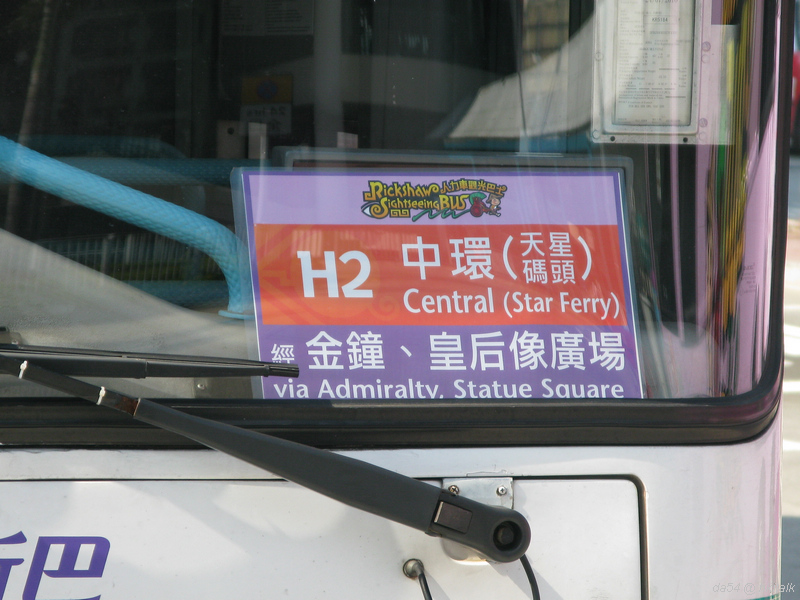 Rickshaw 人力車觀光巴士
Sightseeing BUS
H2 中環(天星碼頭)
Central (Star Ferry)
經 金鐘、皇后像廣場
via Admiralty, Statue Square
巴